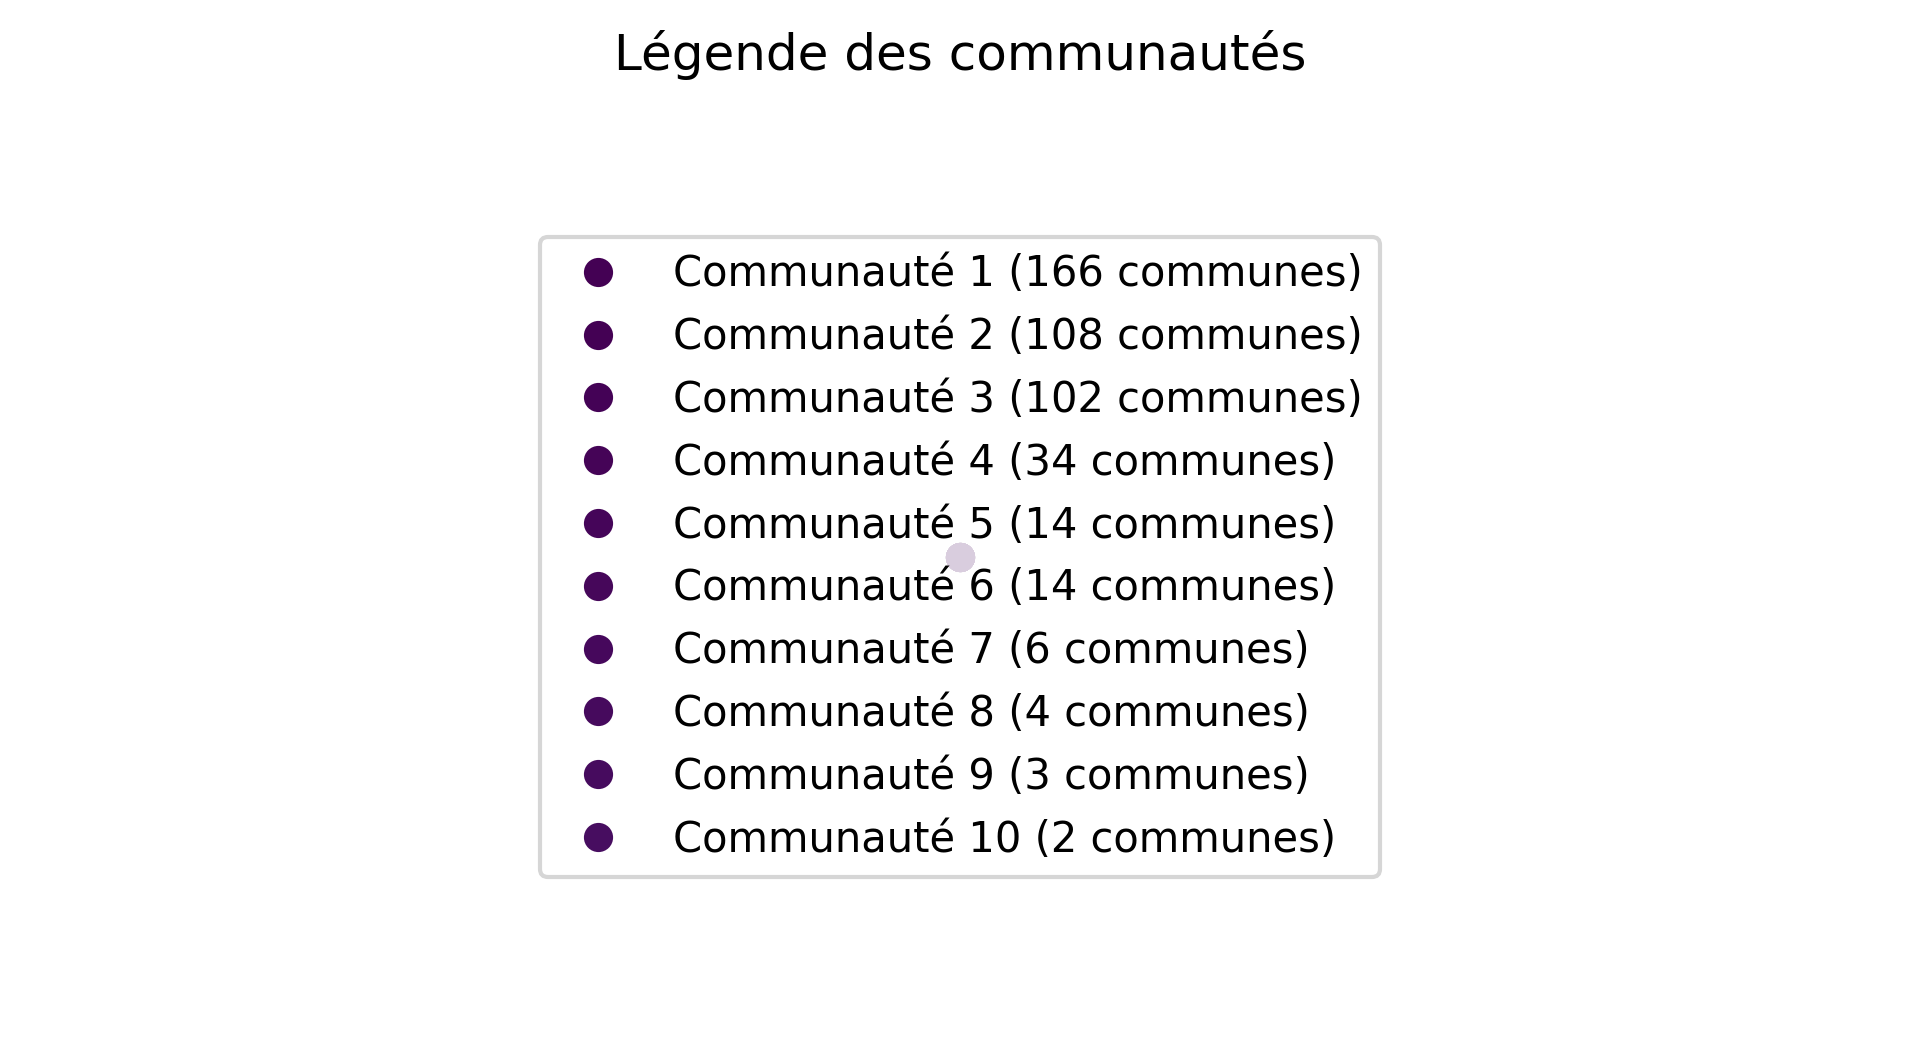 Légende des communautés
Communauté 1 (166 communes)
Communauté 2 (108 communes)
Communauté 3 (102 communes)
Communauté 4 (34 communes)
Communauté 5 (14 communes)
Communauté 6 (14 communes)
Communauté 7 (6 communes)
Communauté 8 (4 communes)
Communauté 9 (3 communes)
Communauté 10 (2 communes)